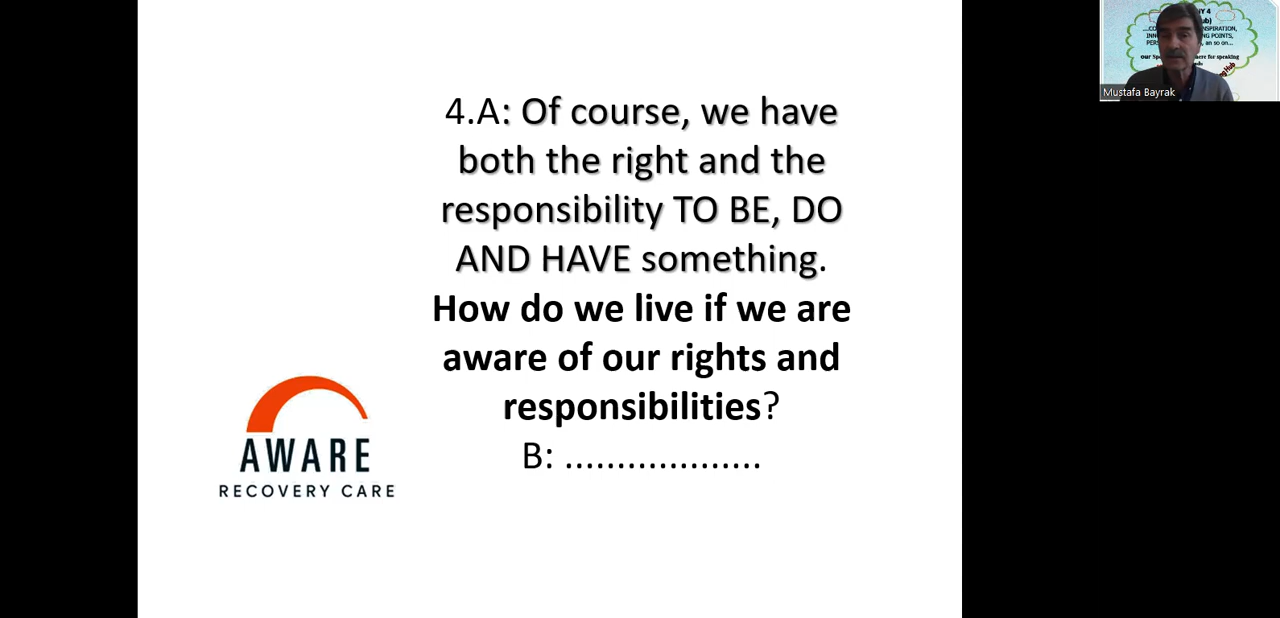 4.A: Of course, we have
both the right and the
responsibility TO BE, DO
AND HAVE something.
How do we live if we are
aware of our rights and
responsibilities?
B: ...................
AWARE
RECOVERY CARE
Mustafa Bayrak